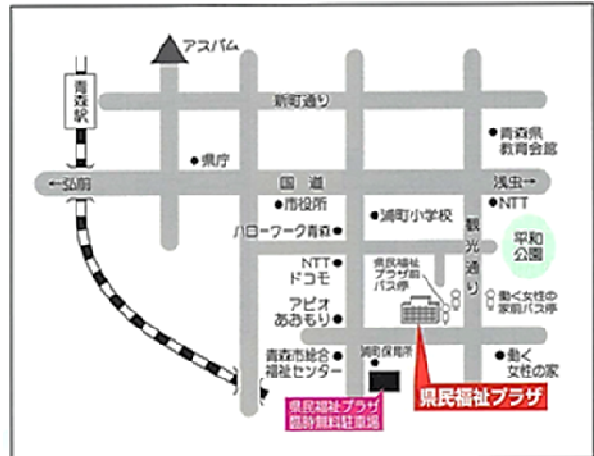 アスパム
青森駅
新町通り
青森県
教育会館
県庁
←弘前
国道
浅虫→
市役所
NTT
浦町小学校
ハローワーク青森
観光通り
平和
公園
NTT
ドコモ
県民福祉
プラザ前
バス停
働く女性の
家前バス停
アピオ
あおもり
青森市総合
福祉センター
浦町保育所
働く
女性の家
県民福祉プラザ
県民福祉プラザ
臨時無料駐車場